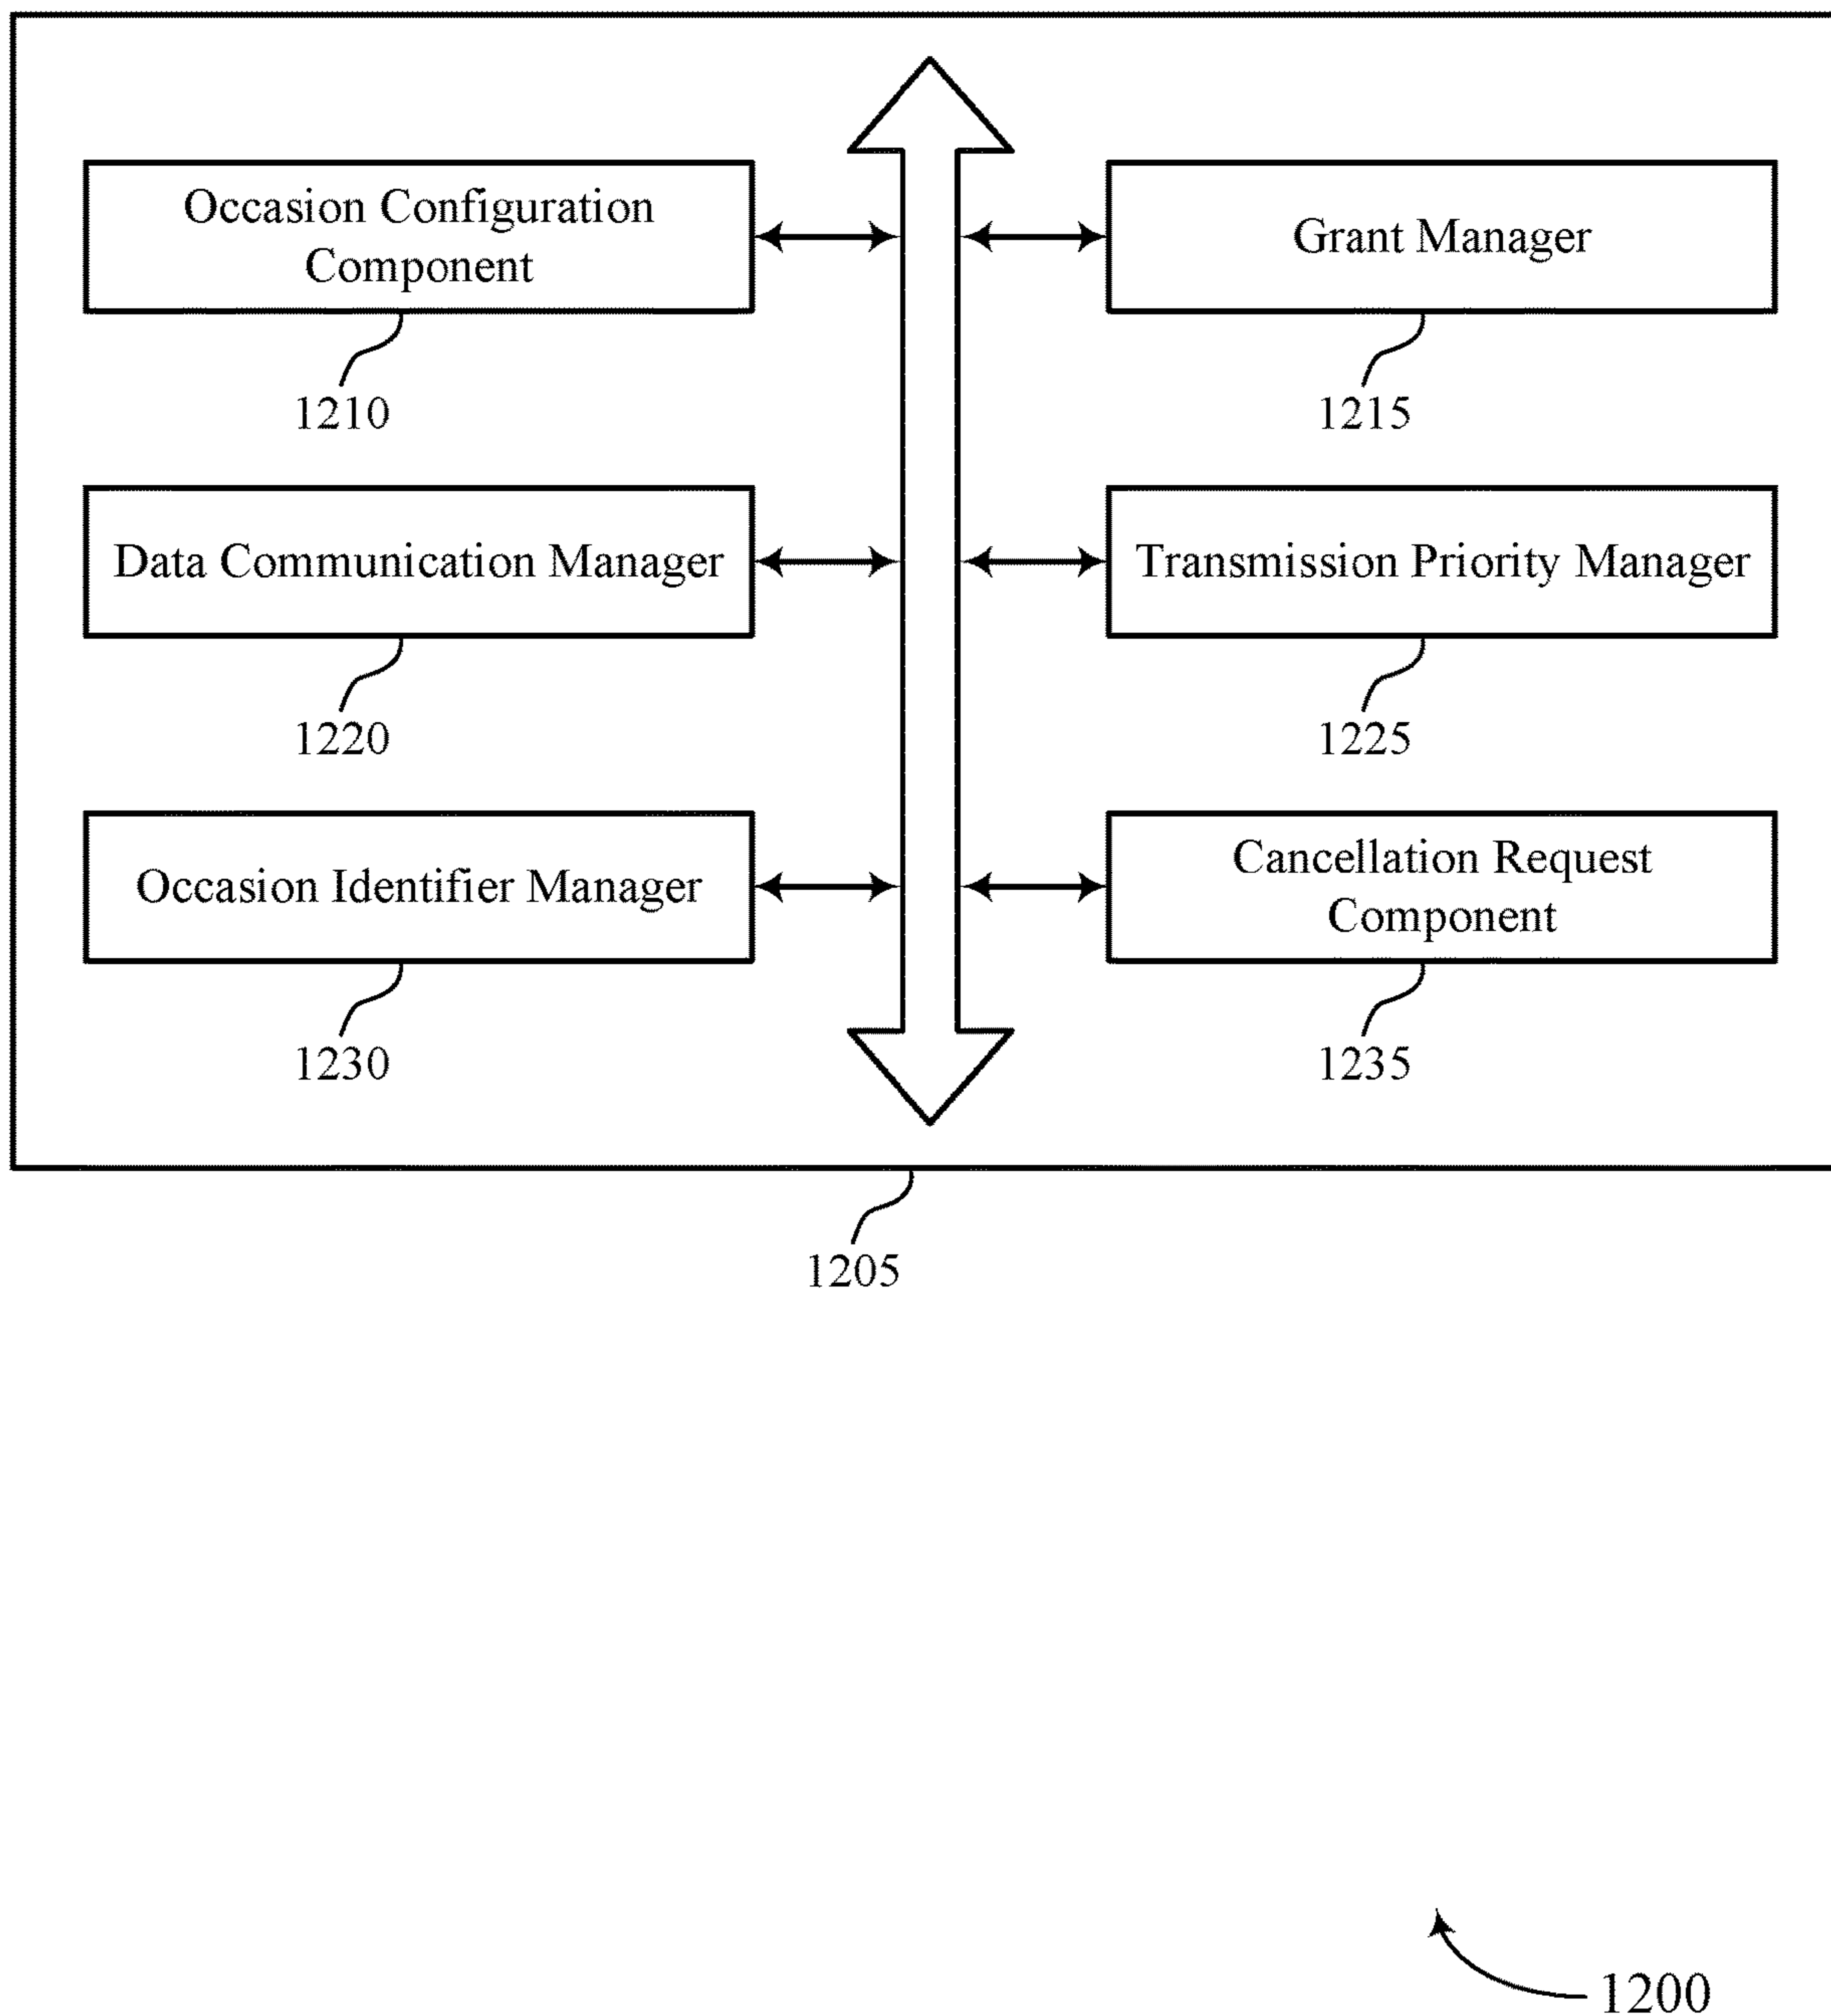 Occasion Configuration
Component
1210
Grant Manager
1215
Data Communication Manager
1220
Transmission Priority Manager
1225
Occasion Identifier Manager
1230
Cancellation Request
Component
1235
1205
1200